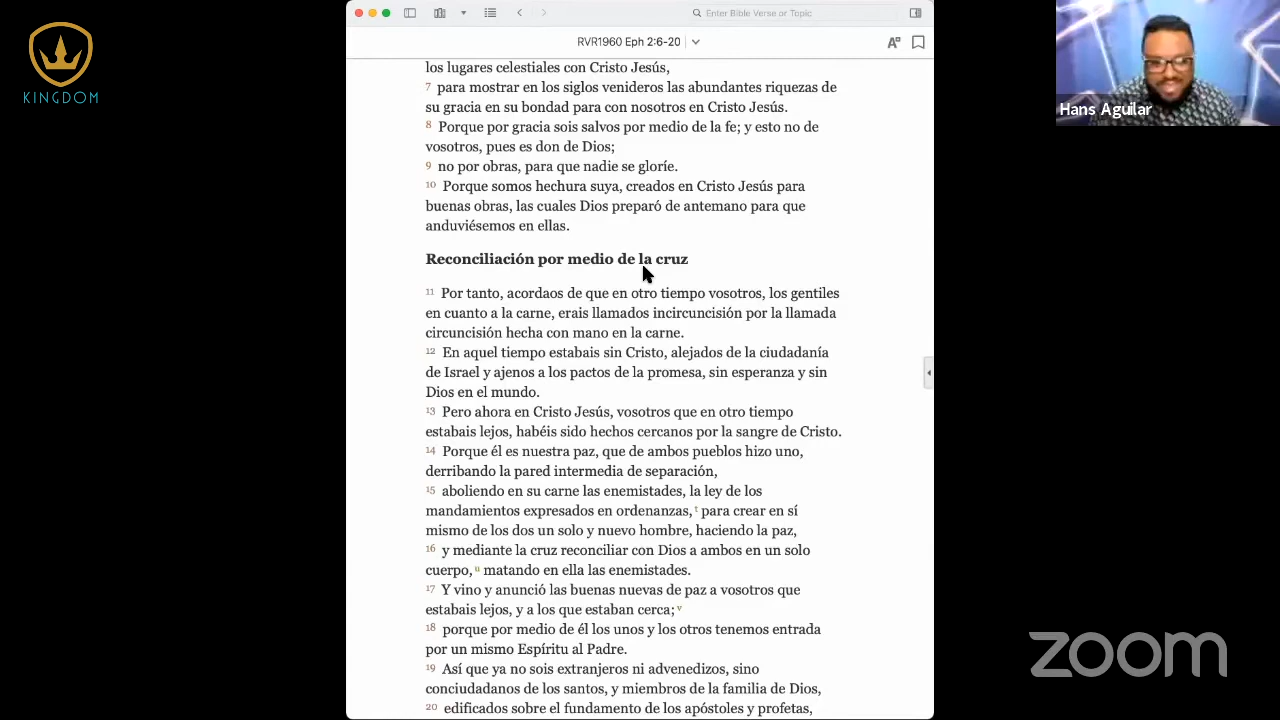 KINGDOM
Enter Bible Verse or Topic
RVR1960 Eph 2:6-20
Hans Aguilar
los lugares celestiales con Cristo Jesús,
7 para mostrar en los siglos venideros las abundantes riquezas de
su gracia en su bondad para con nosotros en Cristo Jesús.
8 Porque por gracia sois salvos por medio de la fe; y esto no de
vosotros, pues es don de Dios;
9 no por obras, para que nadie se gloríe.
10 Porque somos hechura suya, creados en Cristo Jesús para
buenas obras, las cuales Dios preparó de antemano para que
anduviésemos en ellas.
Reconciliación por medio de la cruz
11 Por tanto, acordaos de que en otro tiempo vosotros, los gentiles
en cuanto a la carne, erais llamados incircuncisión por la llamada
circuncisión hecha con mano en la carne.
12 En aquel tiempo estabais sin Cristo, alejados de la ciudadanía
de Israel y ajenos a los pactos de la promesa, sin esperanza y sin
Dios en el mundo.
13 Pero ahora en Cristo Jesús, vosotros que en otro tiempo
estabais lejos, habéis sido hechos cercanos por la sangre de Cristo.
14 Porque él es nuestra paz, que de ambos pueblos hizo uno,
derribando la pared intermedia de separación,
15 aboliendo en su carne las enemistades, la ley de los
mandamientos expresados en ordenanzas,t para crear en sí
mismo de los dos un solo y nuevo hombre, haciendo la paz,
16 y mediante la cruz reconciliar con Dios a ambos en un solo
cuerpo,u matando en ella las enemistades.
17 Y vino y anunció las buenas nuevas de paz a vosotros que
estabais lejos, y a los que estaban cerca;v
18 porque por medio de él los unos y los otros tenemos entrada
por un mismo Espíritu al Padre.
19 Así que ya no sois extranjeros ni advenedizos, sino
conciudadanos de los santos, y miembros de la familia de Dios,
20 edificados sobre el fundamento de los apóstoles y profetas,
zoom